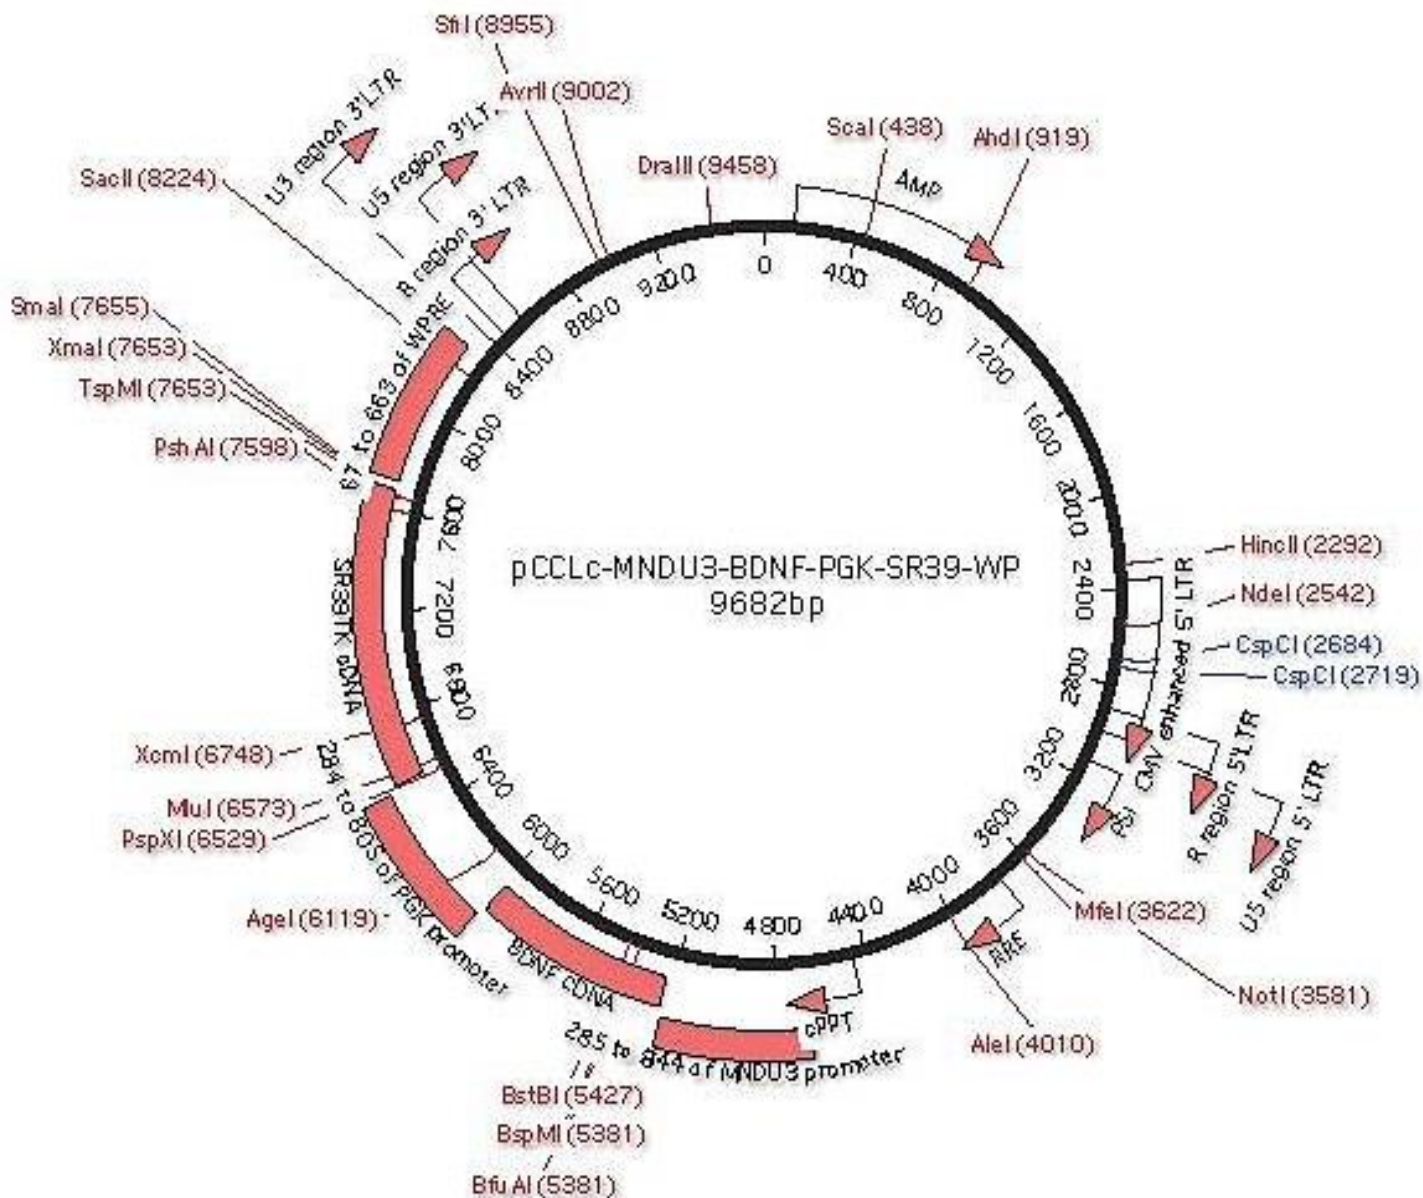 SfiI (8955)
AvrII (9002)
DraIII (9458)
ScaI (438)
AhdI (919)
AMP
U3 region 3'LTR
U5 region 3'LT
R region 3' LTR
SacII (8224)
SmaI (7655)
XmaI (7653)
TspMI (7653)
PshAI (7598)
to 663 of WPRE
SR39TK cDNA
0
400
800
1200
1600
2000
2400
2800
3200
3600
4000
4400
4800
5200
5600
6000
6400
6800
7200
7600
8000
8400
8800
9200
pCCLc-MNDU3-BDNF-PGK-SR39-WP
9682bp
HincII (2292)
NdeI (2542)
CspCI (2684)
CspCI (2719)
CMV enhanced 5' LTR
R region 5'LTR
U5 region 5' LTR
PSI
MfeI (3622)
NotI (3581)
RRE
AleI (4010)
cPPT
285 to 844 of MNDU3 promoter
BDNF cDNA
BstBI (5427)
BspMI (5381)
BfuAI (5381)
284 to 805 of PGK promoter
AgeI (6119)
PspXI (6529)
MluI (6573)
XcmI (6748)